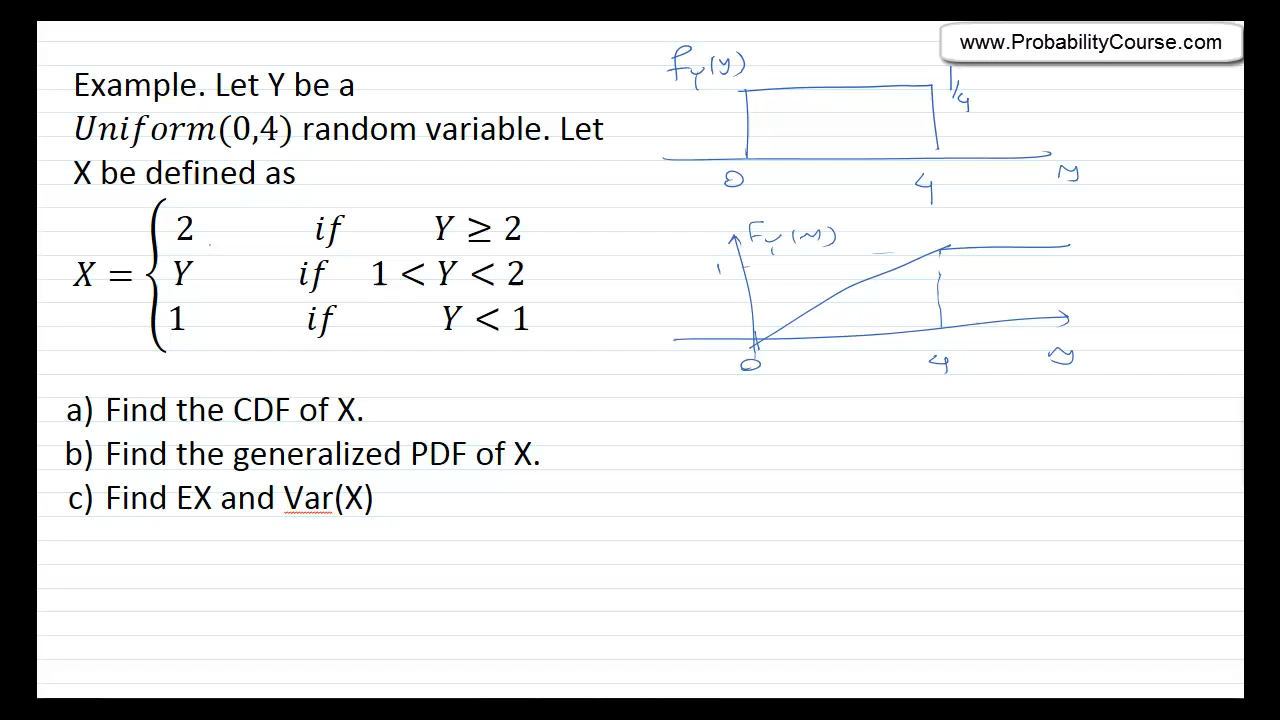 www.ProbabilityCourse.com
Example. Let Y be a
Uniform(0,4) random variable. Let
X be defined as
X = { 2 if Y ≥ 2
Y if 1 < Y < 2
1 if Y < 1
a) Find the CDF of X.
b) Find the generalized PDF of X.
c) Find EX and Var(X)
f_Y(y)
1/4
0 4 y
F_Y(y)
1
0 4 y